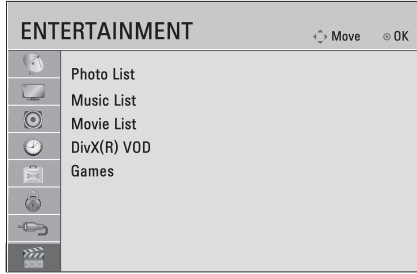 ENTERTAINMENT
Move OK
Photo List
Music List
Movie List
DivX(R) VOD
Games